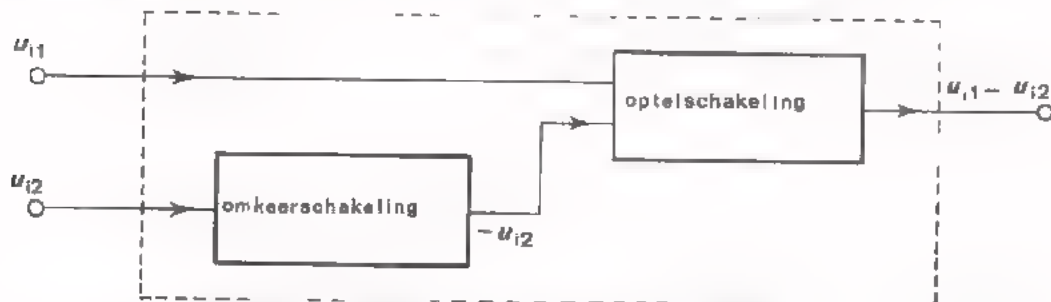 u_i1
optelschakeling
u_i1 − u_i2
u_i2
omkeerschakeling
−u_i2